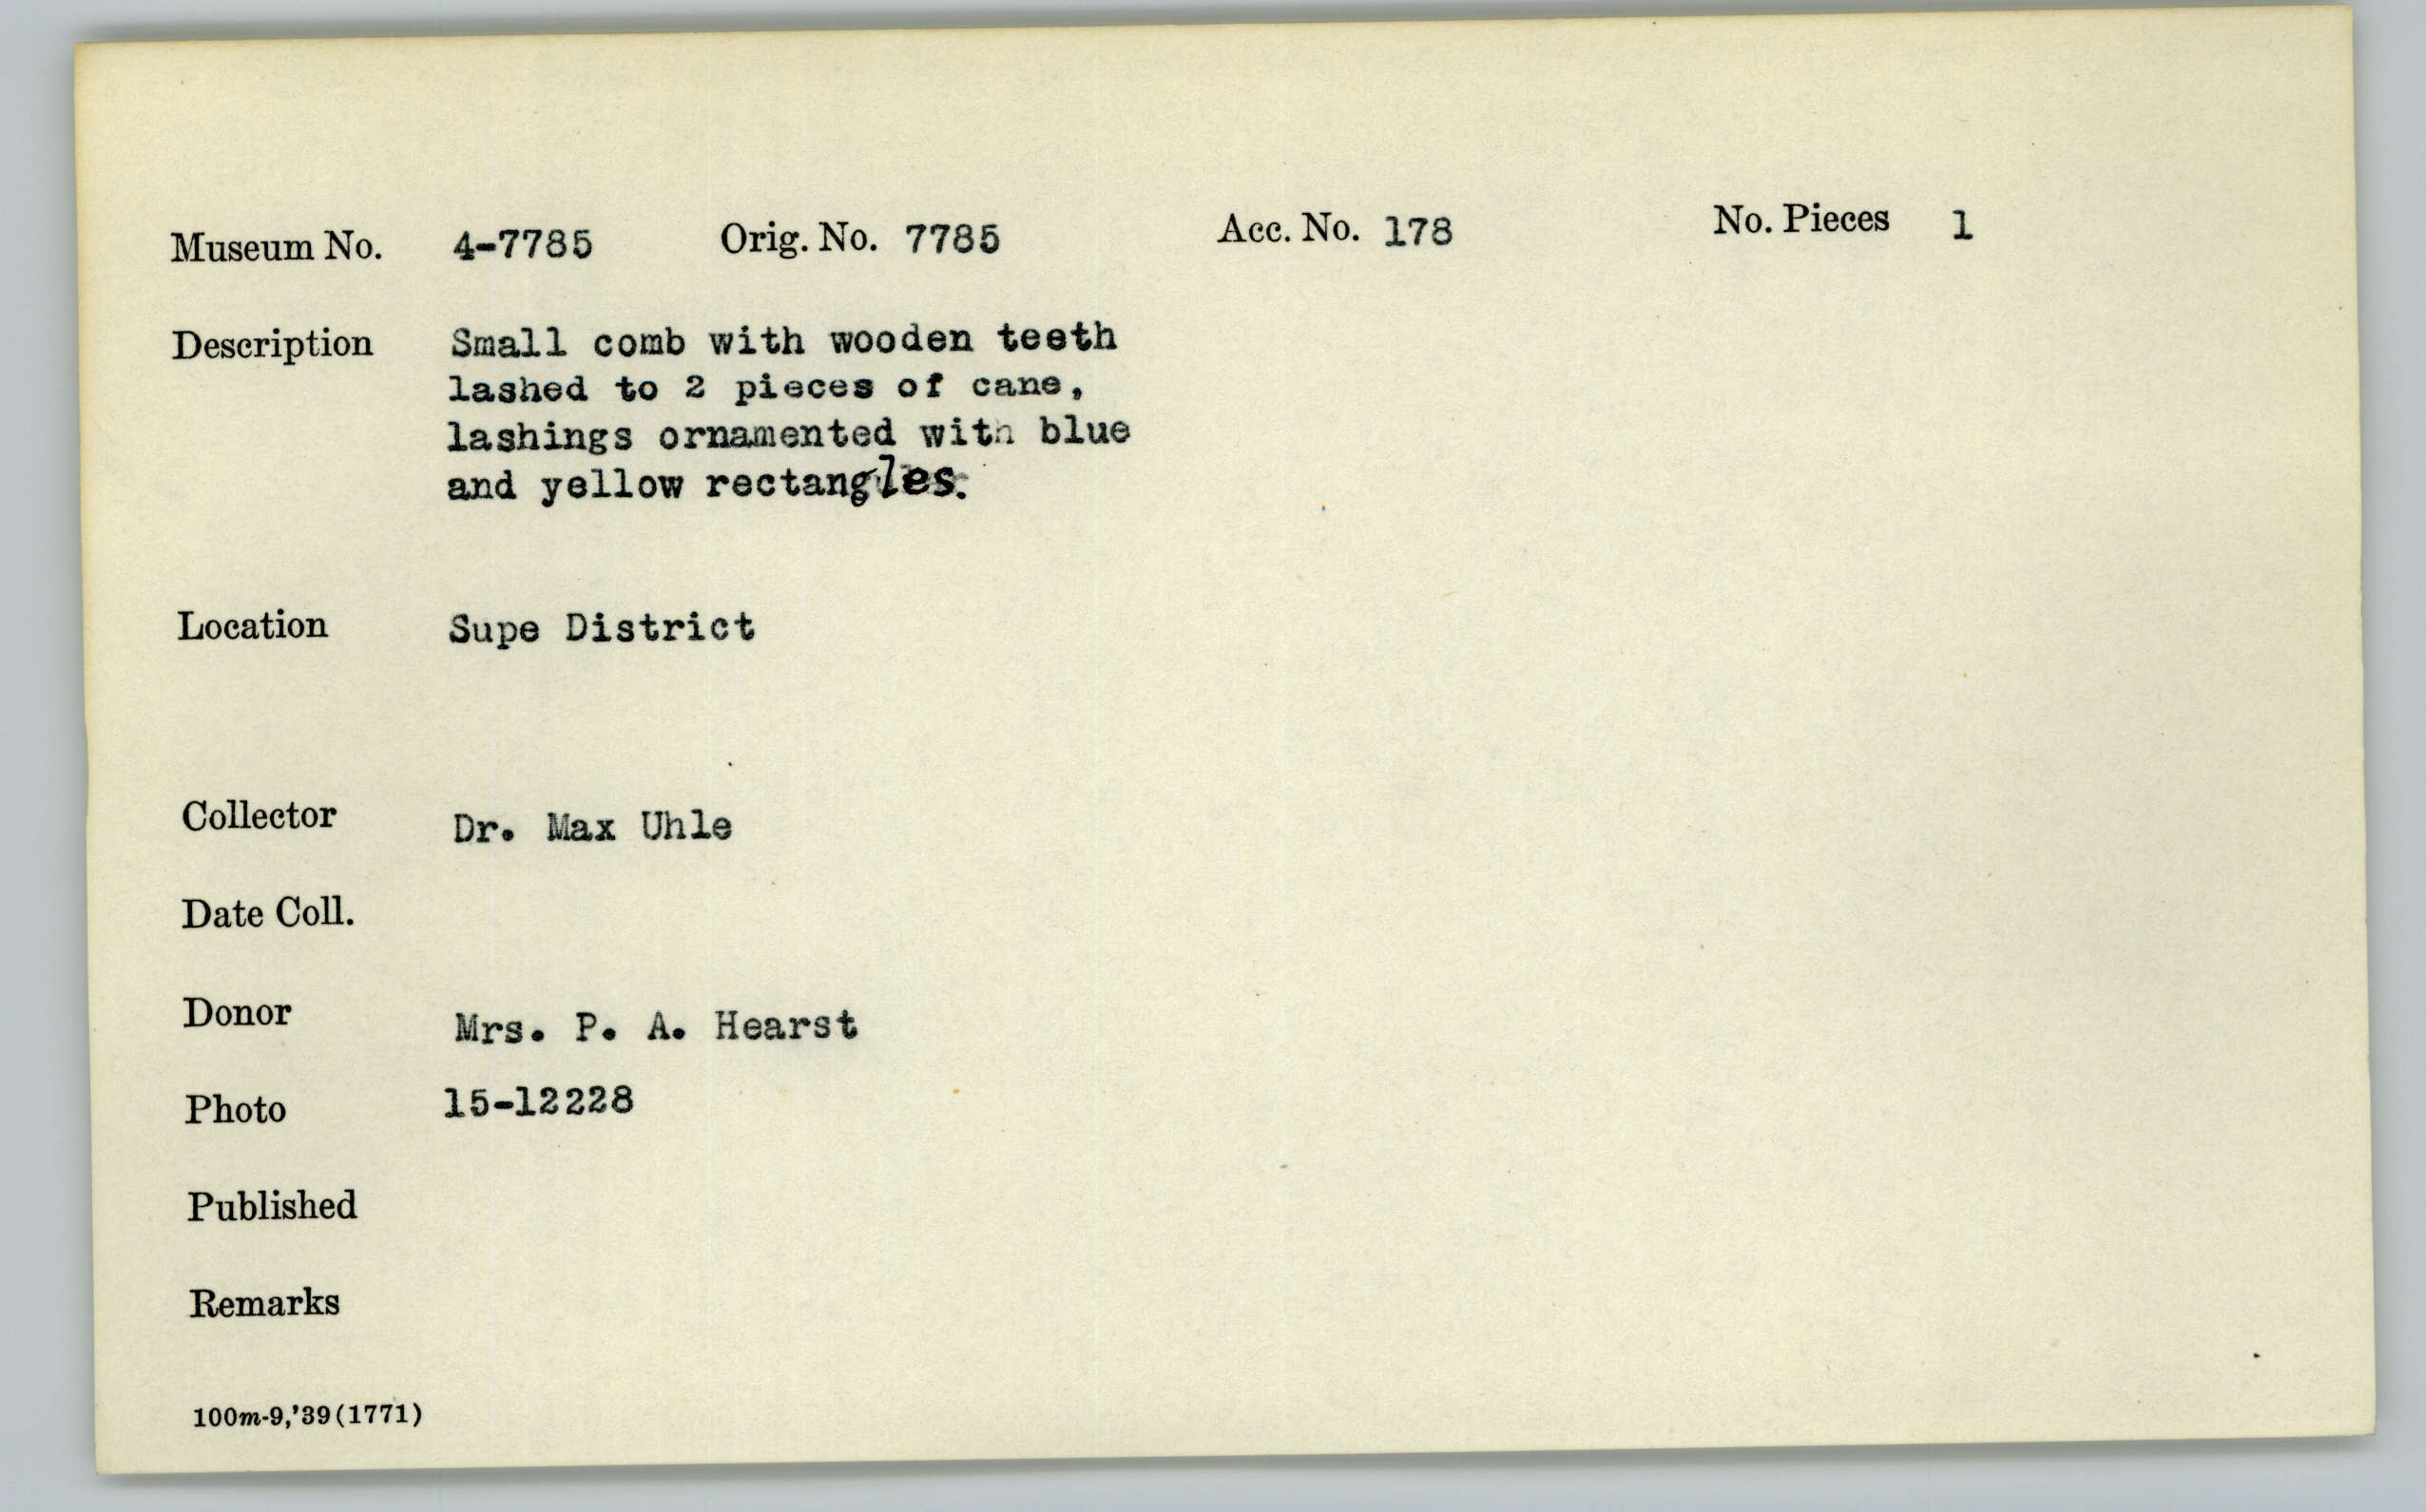 Museum No. 4-7785 Orig. No. 7785 Acc. No. 178 No. Pieces 1
Description Small comb with wooden teeth
lashed to 2 pieces of cane,
lashings ornamented with blue
and yellow rectangles.
Location Supe District
Collector Dr. Max Uhle
Date Coll.
Donor Mrs. P. A. Hearst
Photo 15-12228
Published
Remarks
100m-9,'39(1771)